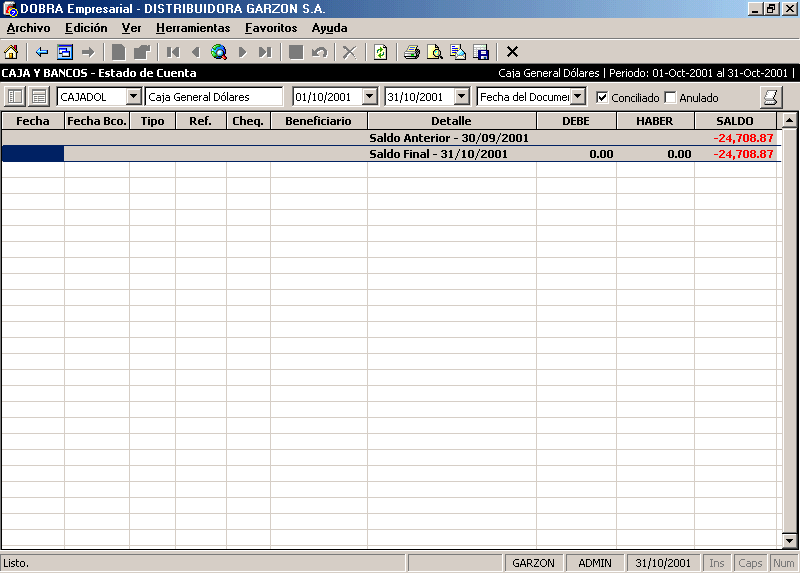 DOBRA Empresarial - DISTRIBUIDORA GARZON S.A.
Archivo Edición Ver Herramientas Favoritos Ayuda
CAJA Y BANCOS - Estado de Cuenta Caja General Dólares | Periodo: 01-Oct-2001 al 31-Oct-2001 |
CAJADOL Caja General Dólares 01/10/2001 31/10/2001 Fecha del Documen Conciliado Anulado
Fecha Fecha Bco. Tipo Ref. Cheq. Beneficiario Detalle DEBE HABER SALDO
Saldo Anterior - 30/09/2001 -24,708.87
Saldo Final - 31/10/2001 0.00 0.00 -24,708.87
Listo. GARZON ADMIN 31/10/2001 Ins Caps Num